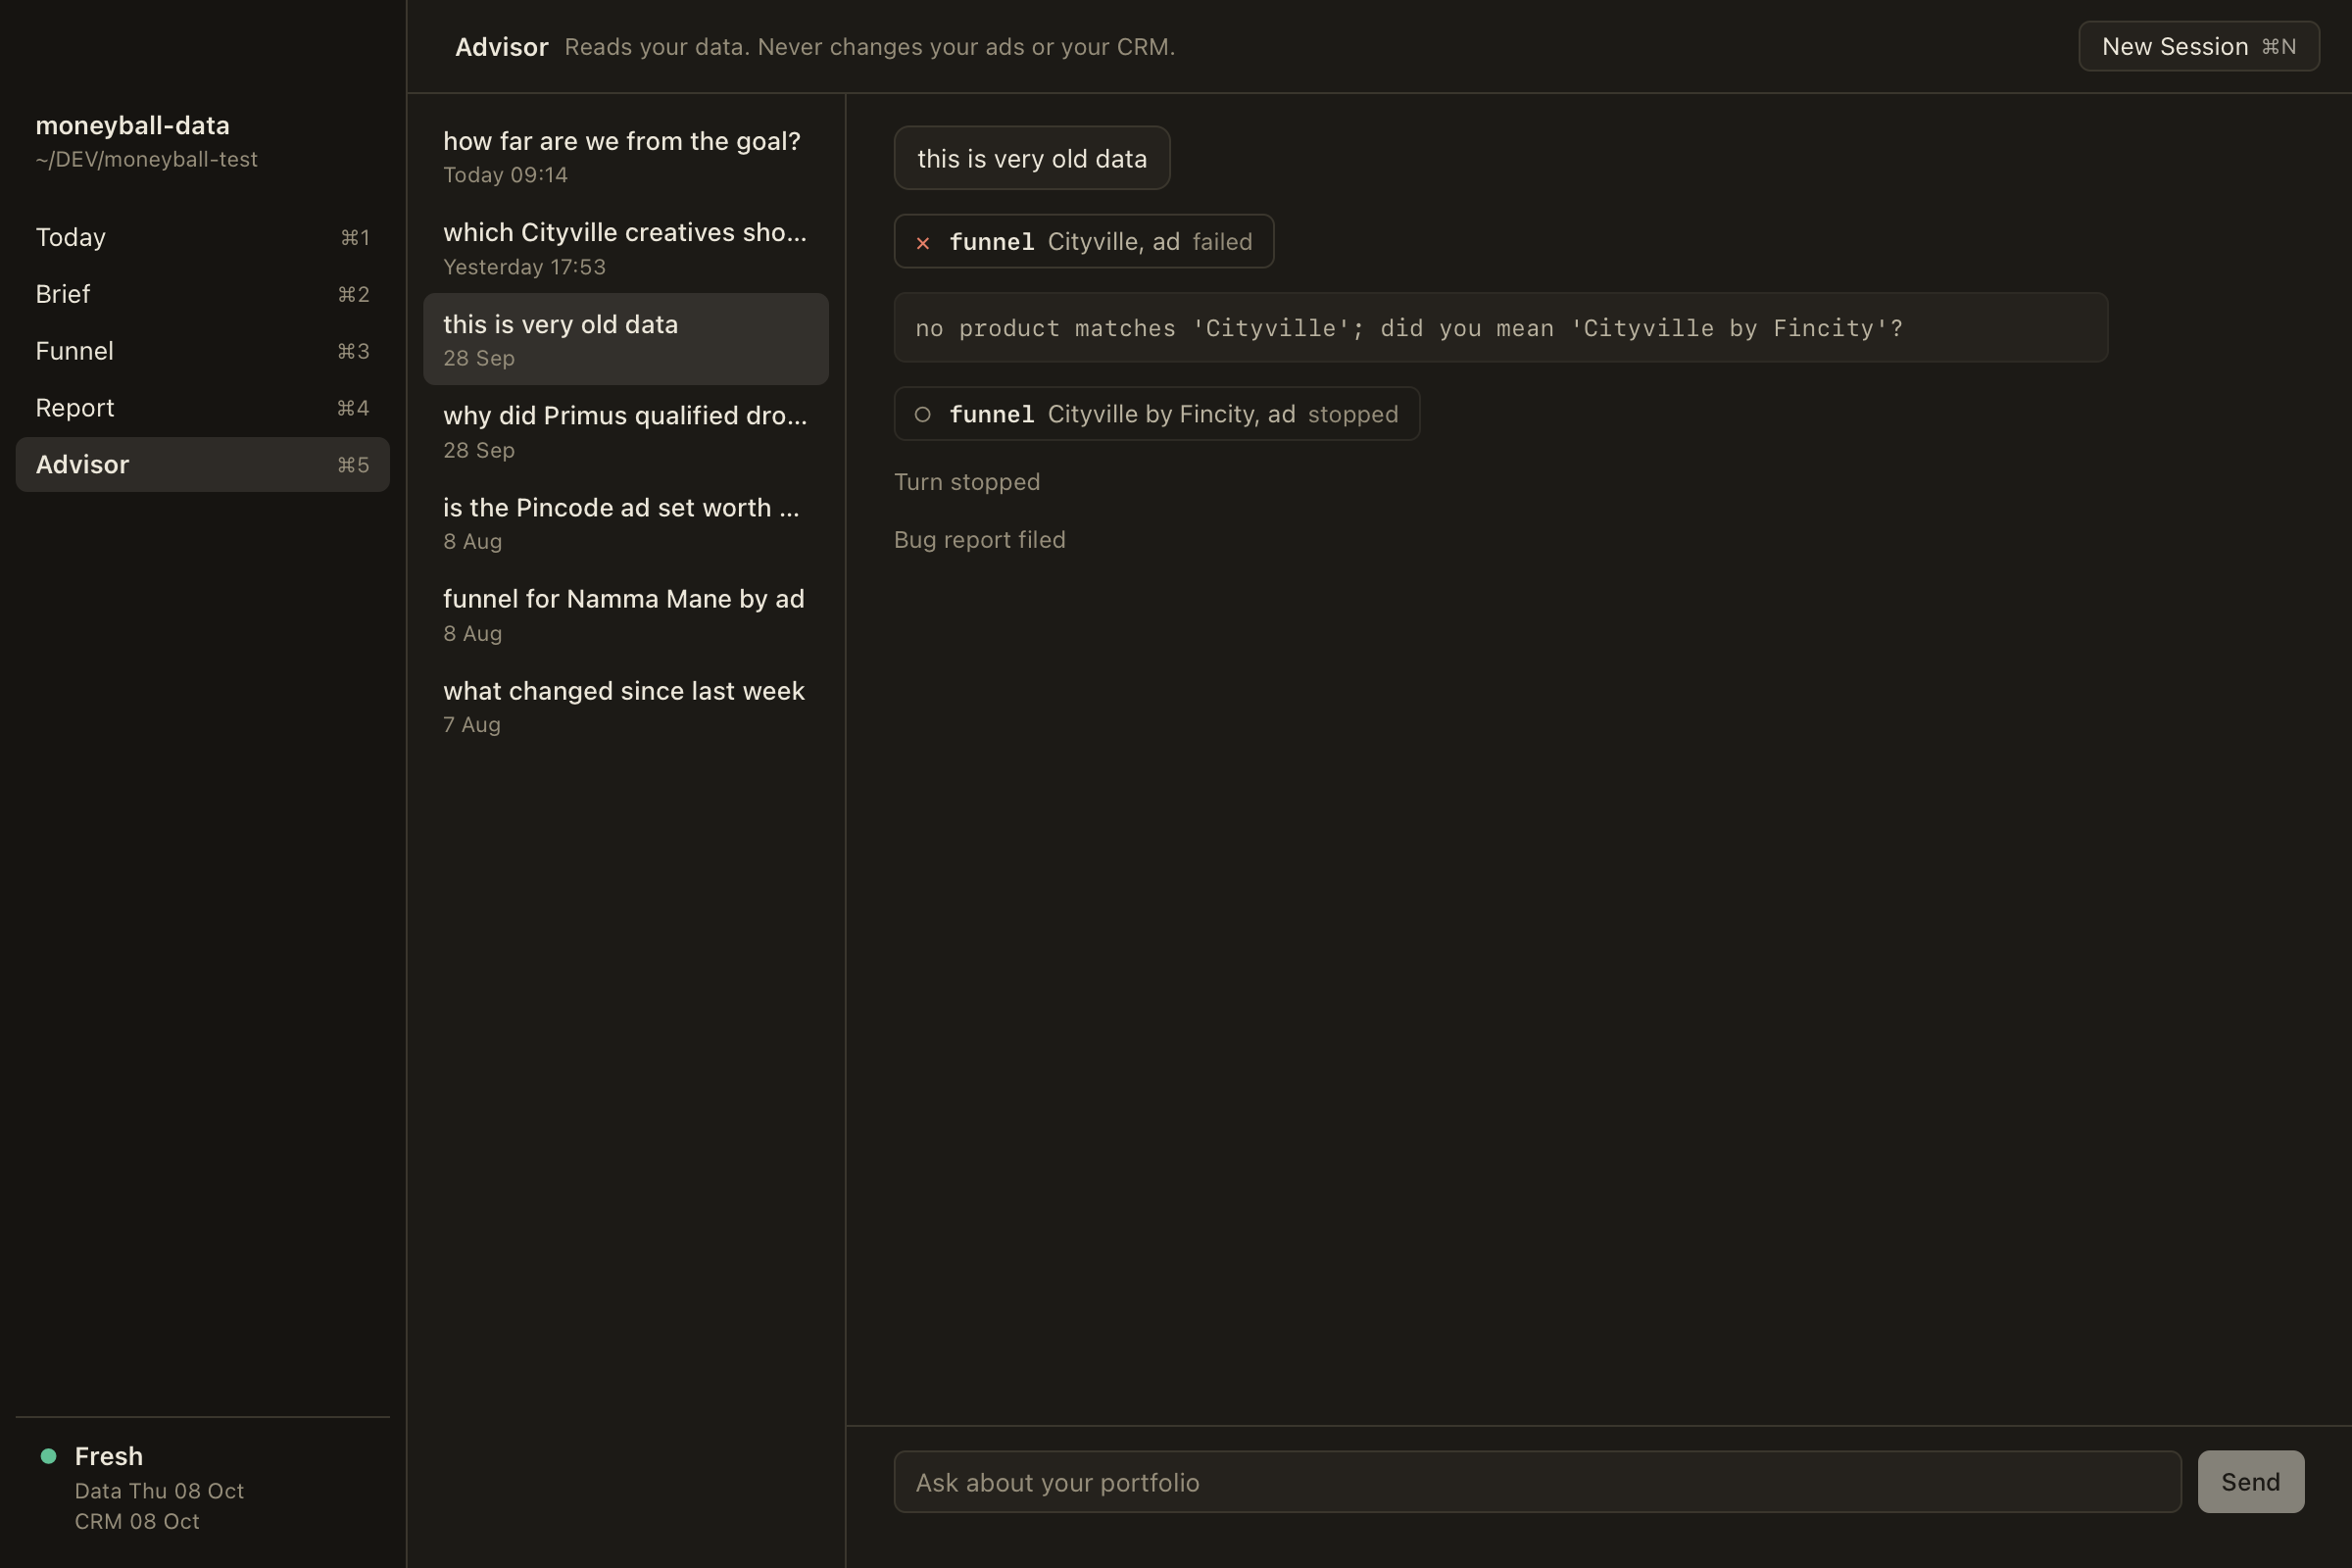 moneyball-data
~/DEV/moneyball-test
Today ⌘1
Brief ⌘2
Funnel ⌘3
Report ⌘4
Advisor ⌘5
Fresh
Data Thu 08 Oct
CRM 08 Oct
Advisor Reads your data. Never changes your ads or your CRM.
New Session ⌘N
how far are we from the goal?
Today 09:14
which Cityville creatives sho...
Yesterday 17:53
this is very old data
28 Sep
why did Primus qualified dro...
28 Sep
is the Pincode ad set worth ...
8 Aug
funnel for Namma Mane by ad
8 Aug
what changed since last week
7 Aug
this is very old data
× funnel Cityville, ad failed
no product matches 'Cityville'; did you mean 'Cityville by Fincity'?
funnel Cityville by Fincity, ad stopped
Turn stopped
Bug report filed
Ask about your portfolio
Send